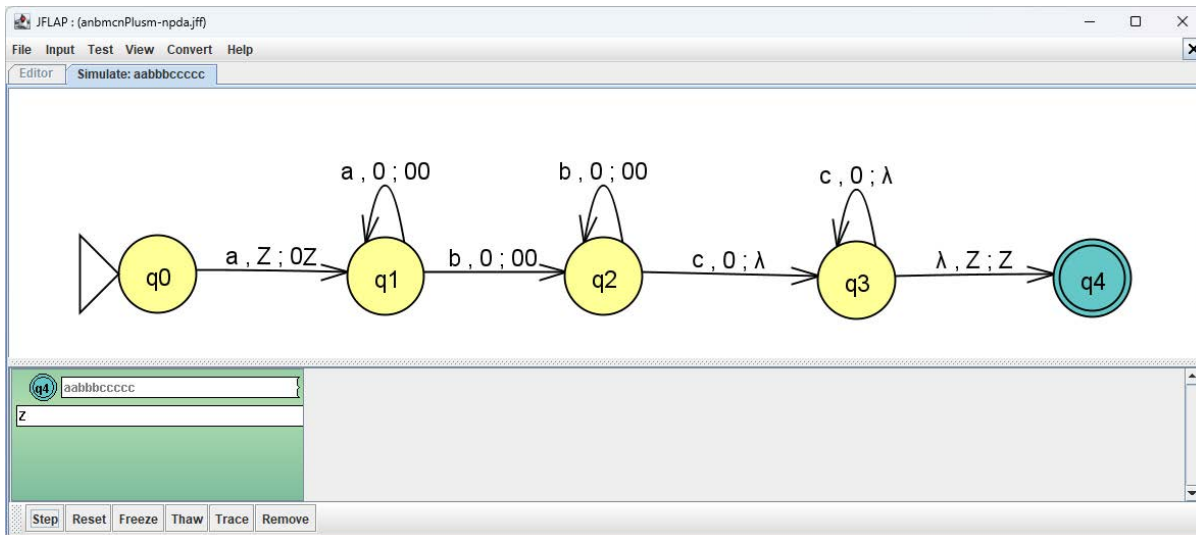 JFLAP : (anbmcnPlusm-npda.jff)
File Input Test View Convert Help
Editor Simulate: aabbbccccc
a , 0 ; 00 b , 0 ; 00 c , 0 ; λ
q0 a , Z ; 0Z q1 b , 0 ; 00 q2 c , 0 ; λ q3 λ , Z ; Z q4
q4 aabbbccccc
Z
Step Reset Freeze Thaw Trace Remove